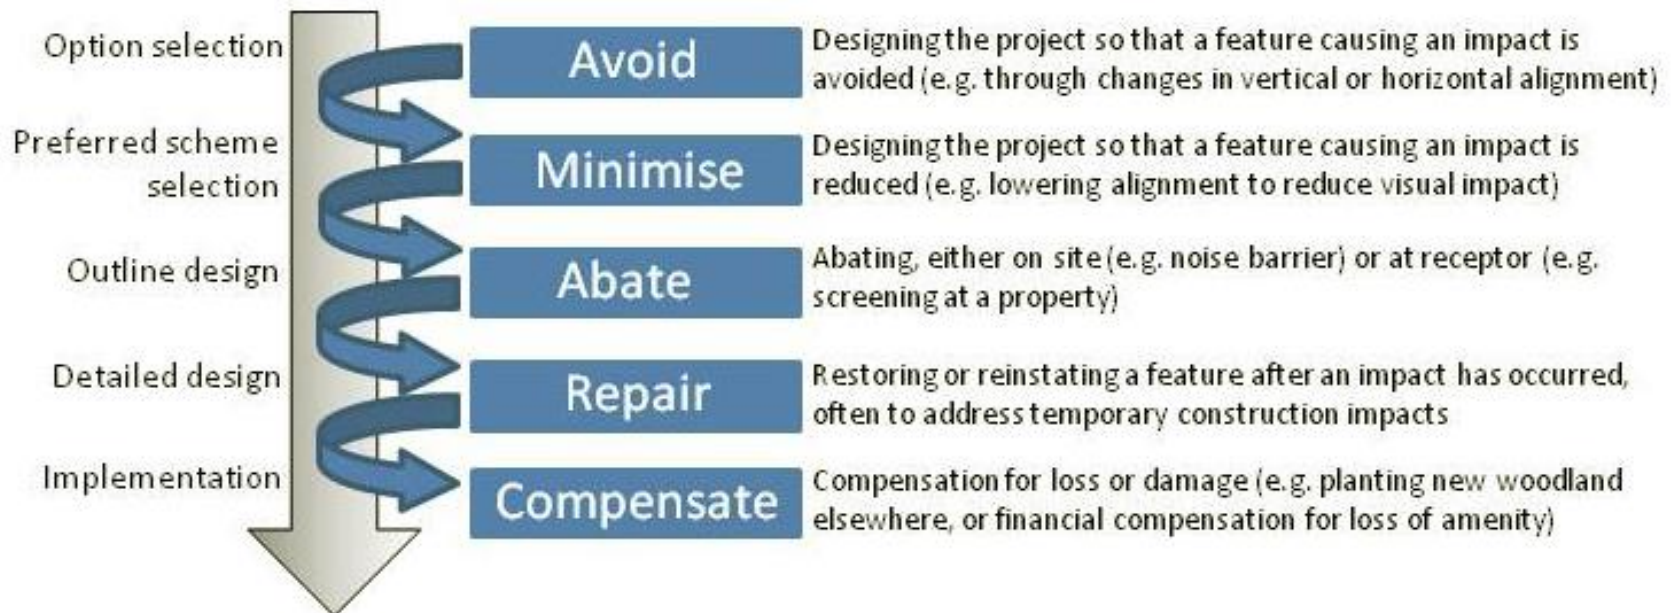 Option selection
Avoid
Designing the project so that a feature causing an impact is
avoided (e.g. through changes in vertical or horizontal alignment)
Preferred scheme
selection
Minimise
Designing the project so that a feature causing an impact is
reduced (e.g. lowering alignment to reduce visual impact)
Outline design
Abate
Abating, either on site (e.g. noise barrier) or at receptor (e.g.
screening at a property)
Detailed design
Repair
Restoring or reinstating a feature after an impact has occurred,
often to address temporary construction impacts
Implementation
Compensate
Compensation for loss or damage (e.g. planting new woodland
elsewhere, or financial compensation for loss of amenity)